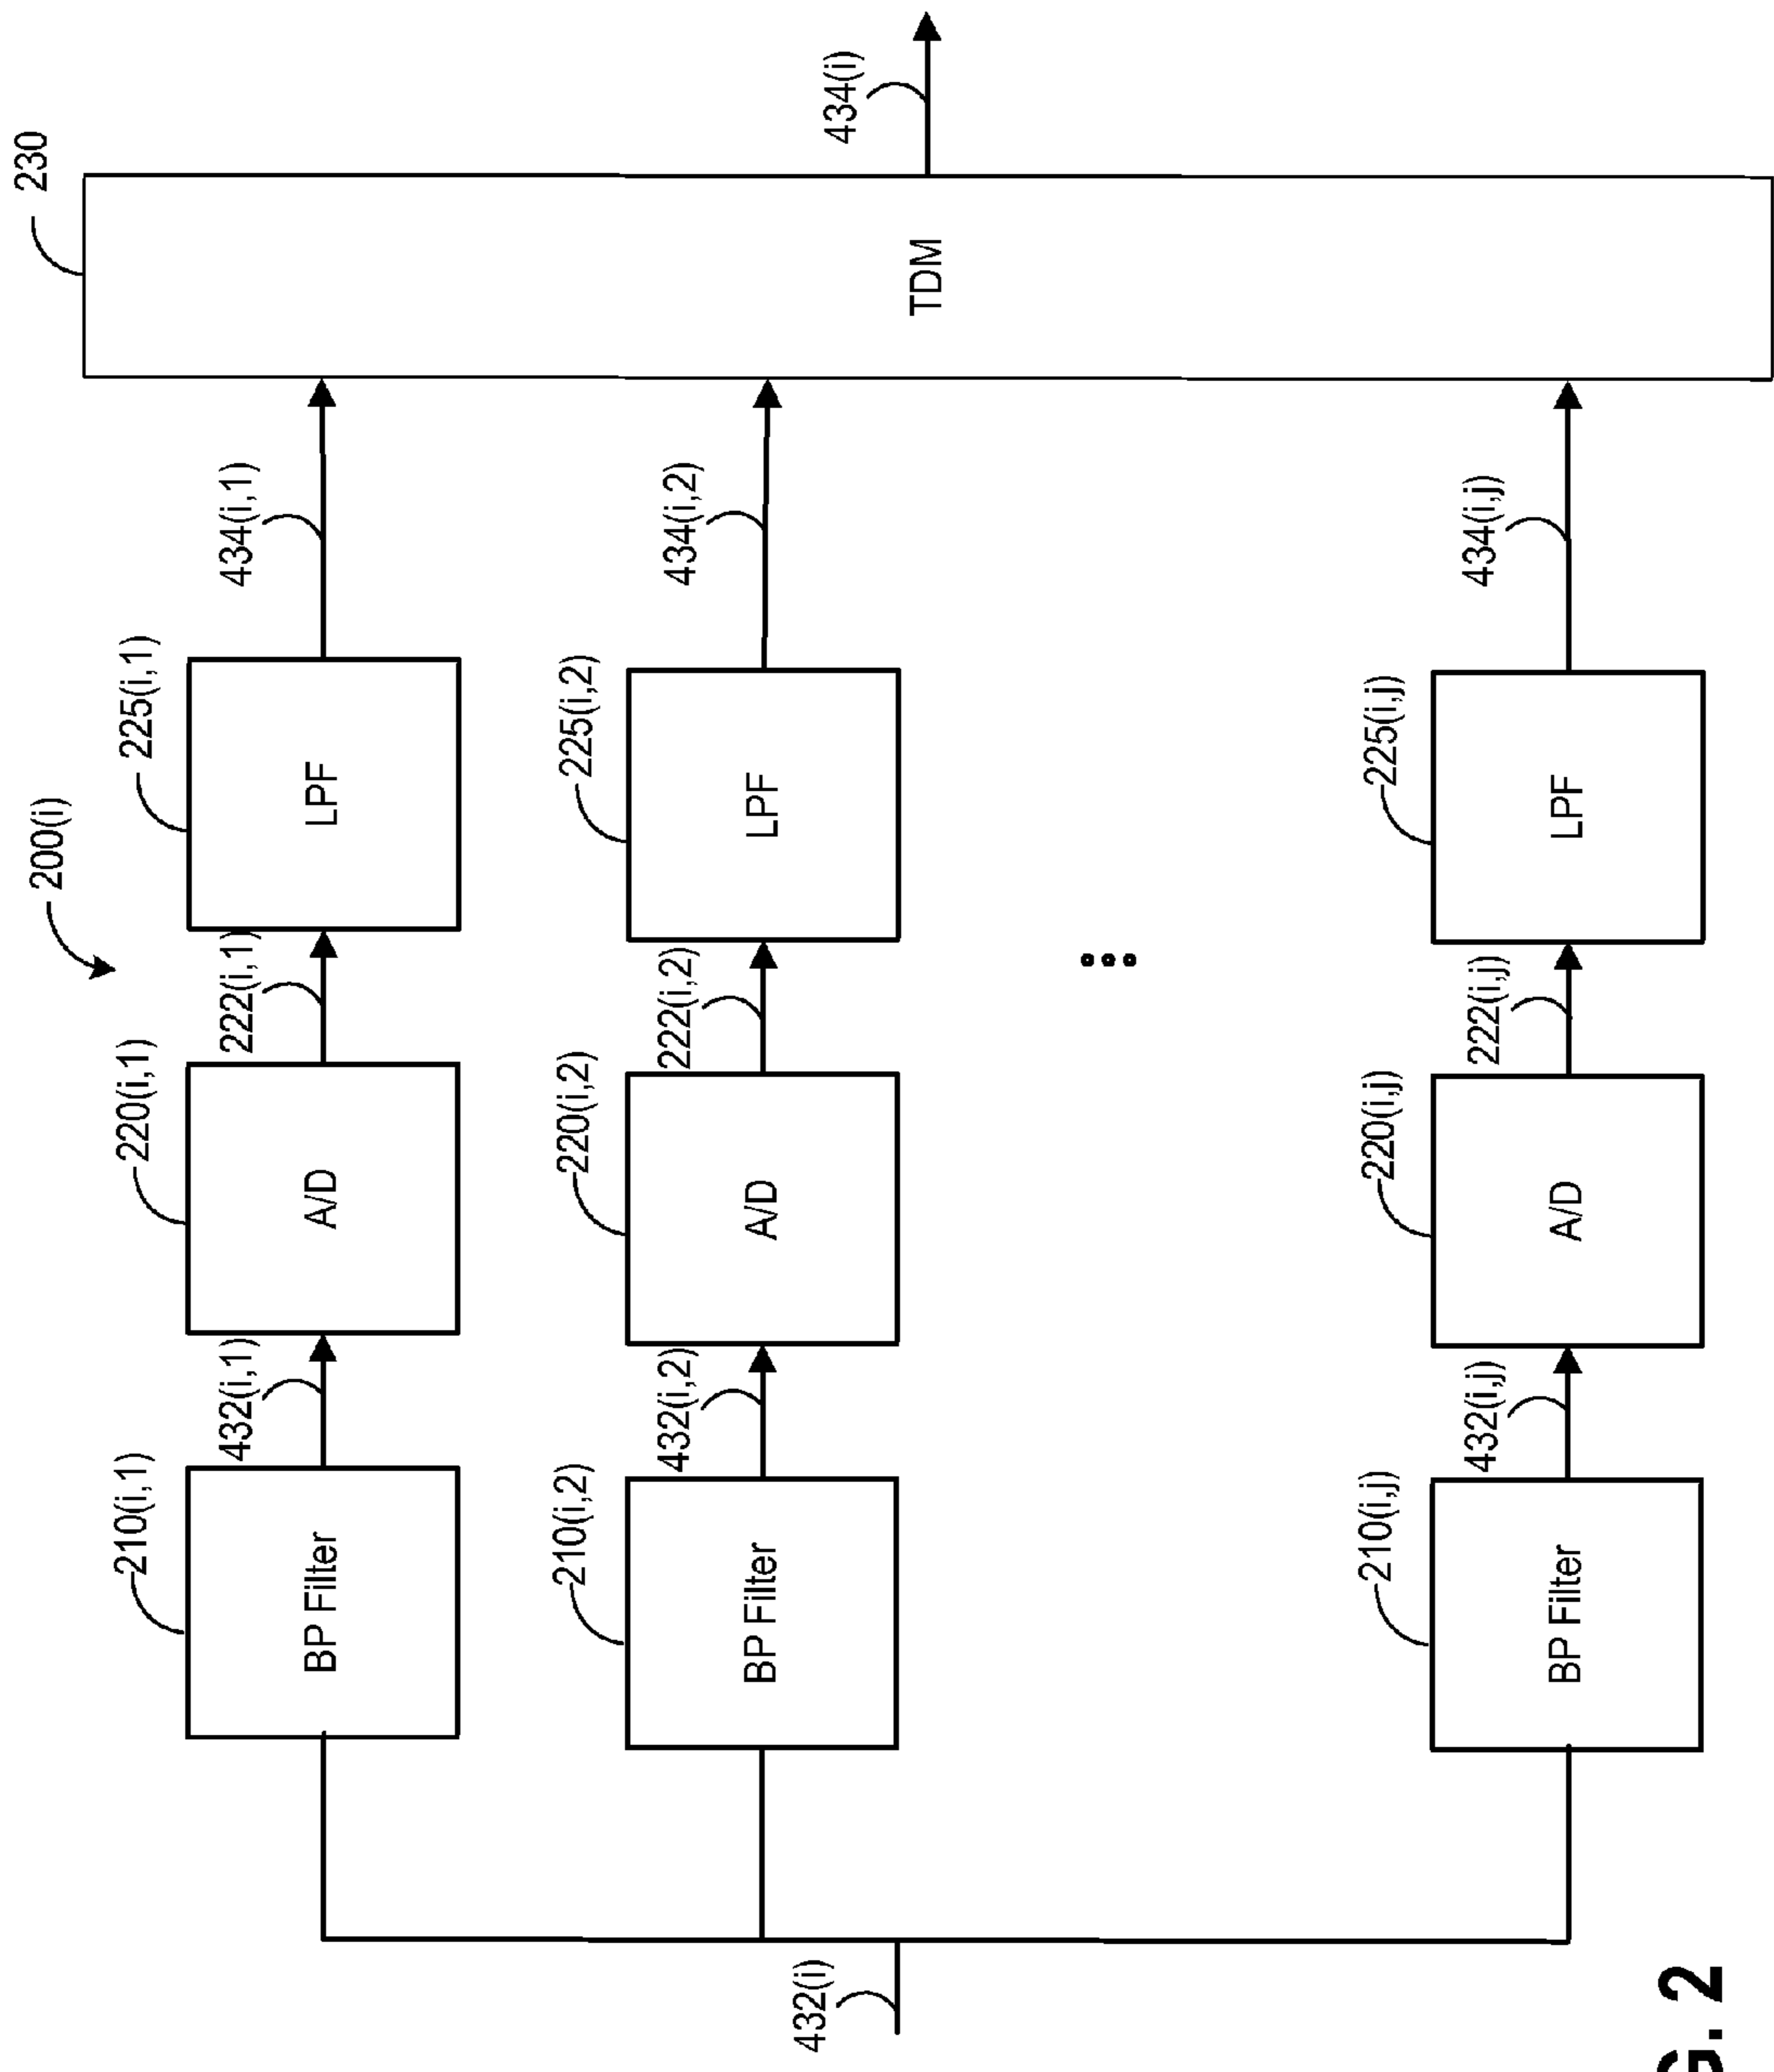 200(i)
230
210(i,1)
220(i,1)
225(i,1)
BP Filter
432(i,1)
A/D
222(i,1)
LPF
434(i,1)
210(i,2)
220(i,2)
225(i,2)
BP Filter
432(i,2)
A/D
222(i,2)
LPF
434(i,2)
432(i)
TDM
434(i)
210(i,j)
220(i,j)
225(i,j)
BP Filter
432(i,j)
A/D
222(i,j)
LPF
434(i,j)
G. 2